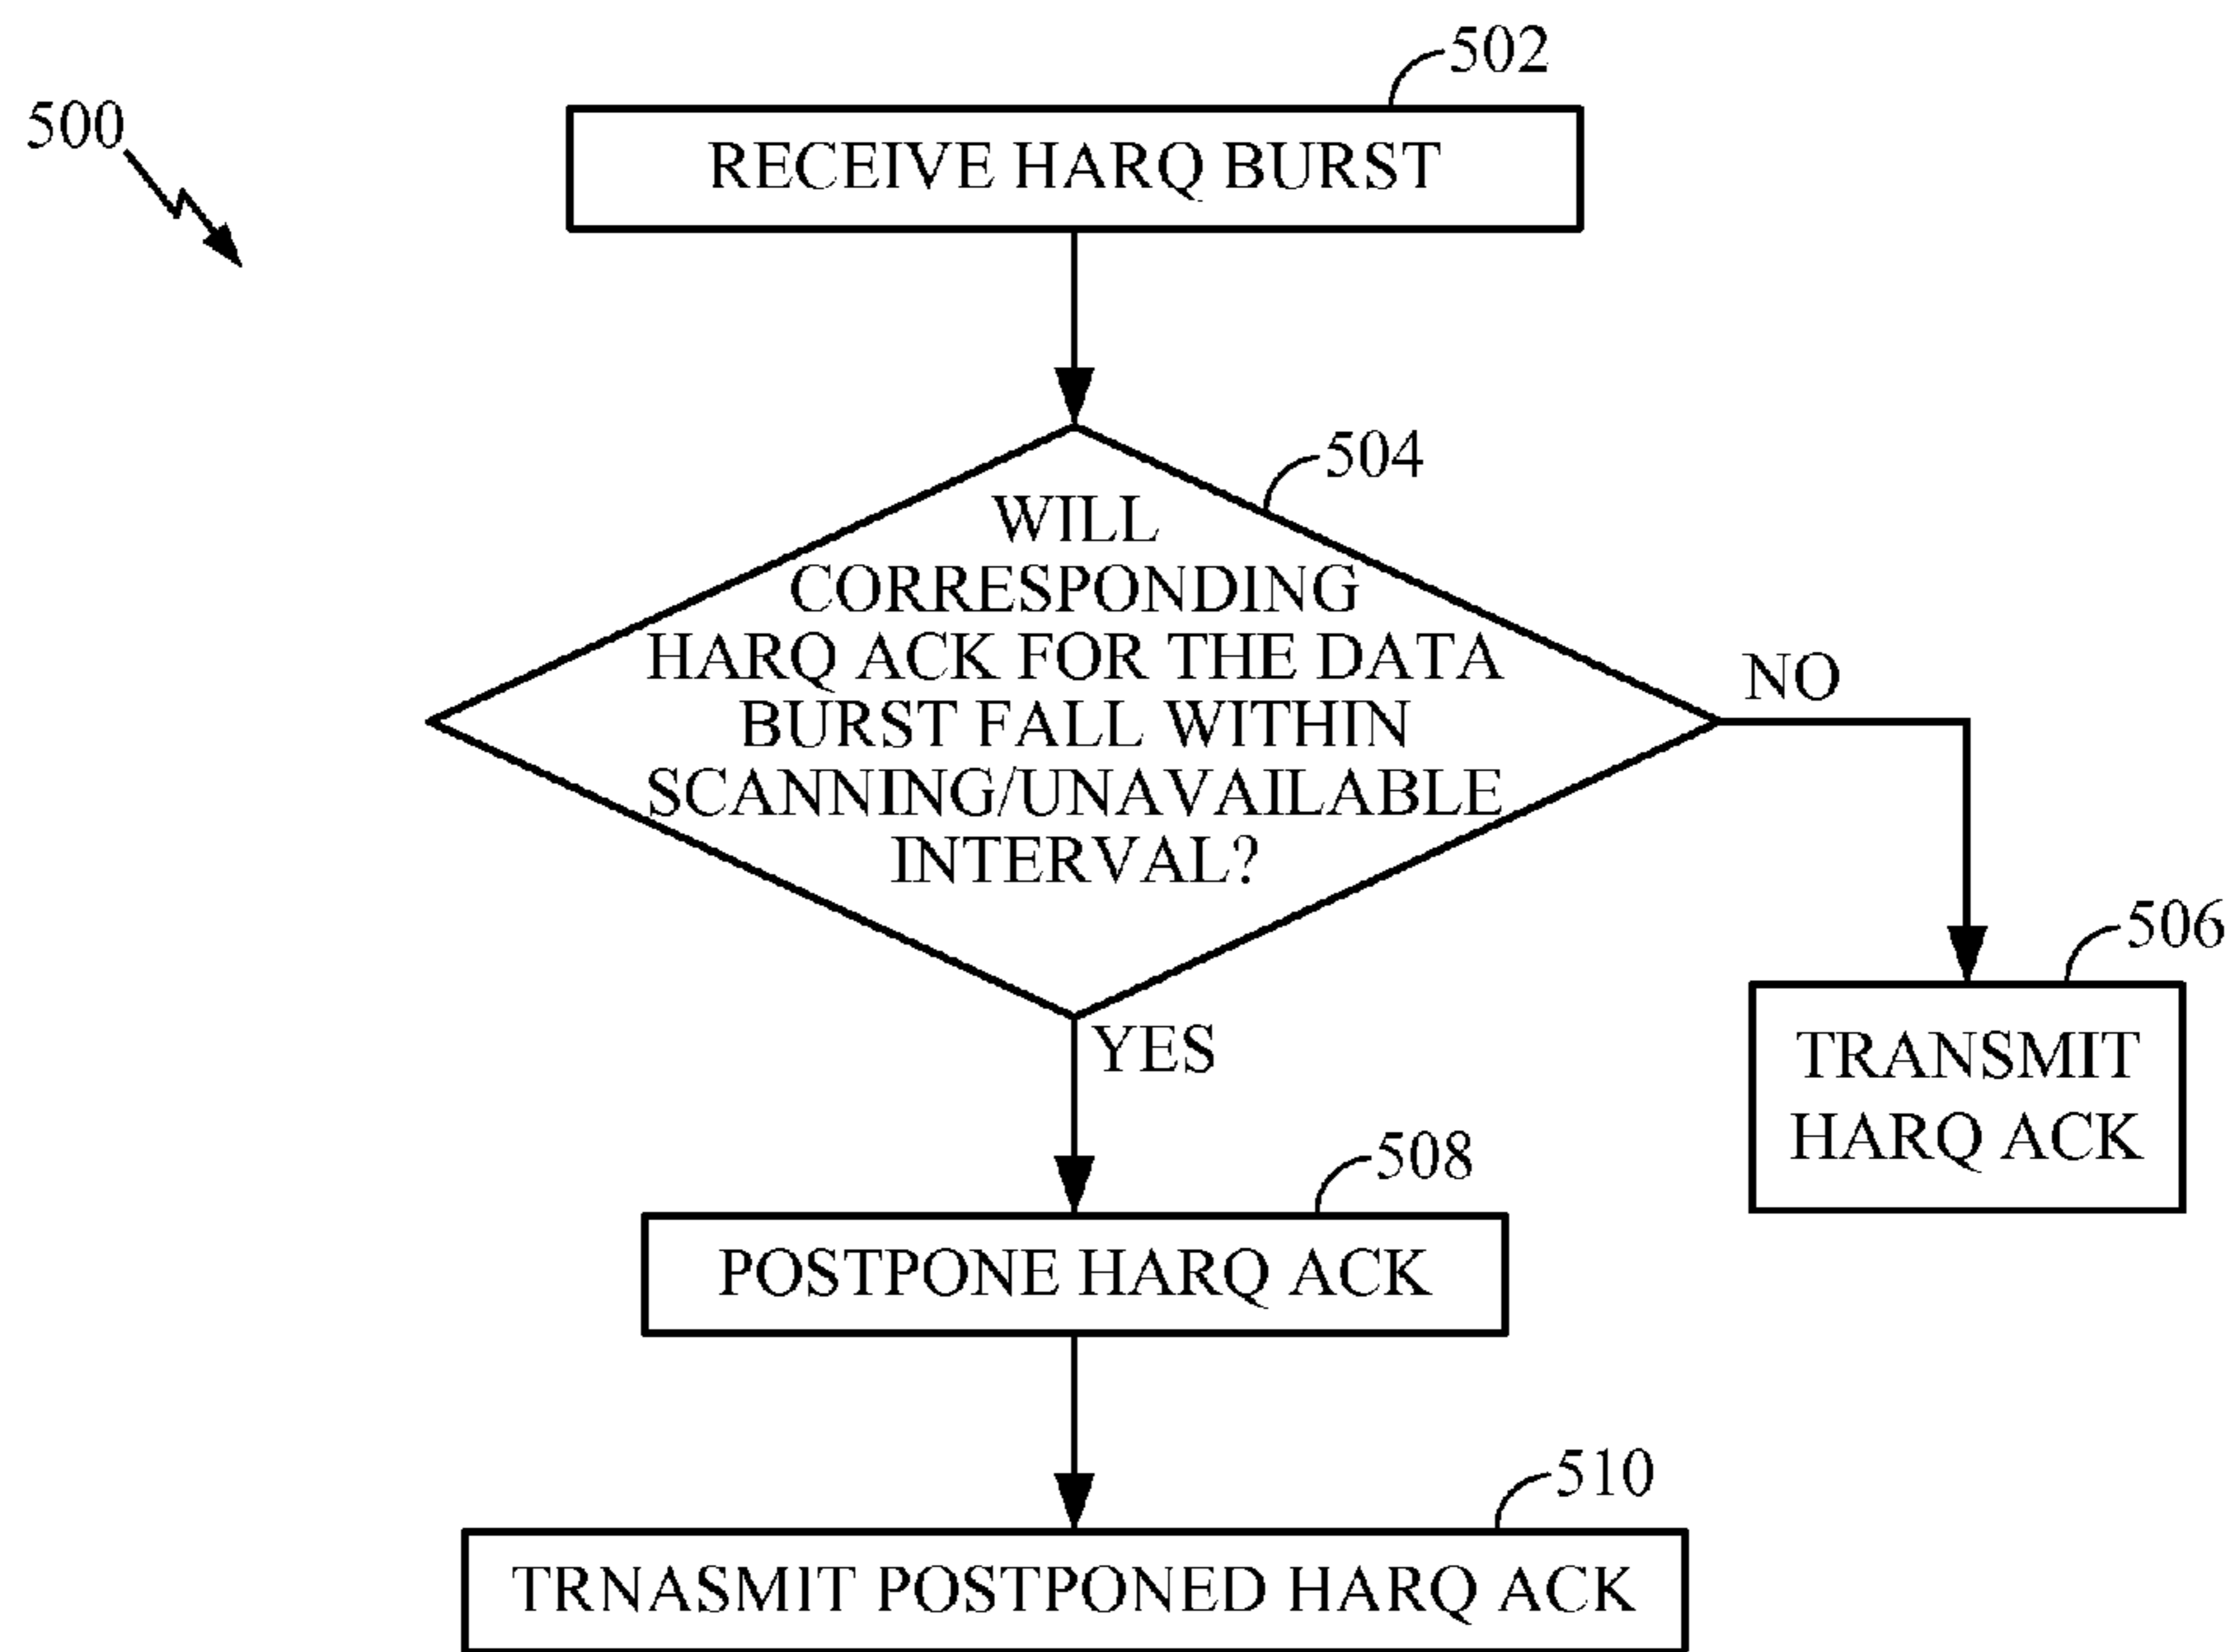 500
502
RECEIVE HARQ BURST
504
WILL
CORRESPONDING
HARQ ACK FOR THE DATA
BURST FALL WITHIN
SCANNING/UNAVAILABLE
INTERVAL?
NO
506
TRANSMIT
HARQ ACK
YES
508
POSTPONE HARQ ACK
510
TRNASMIT POSTPONED HARQ ACK